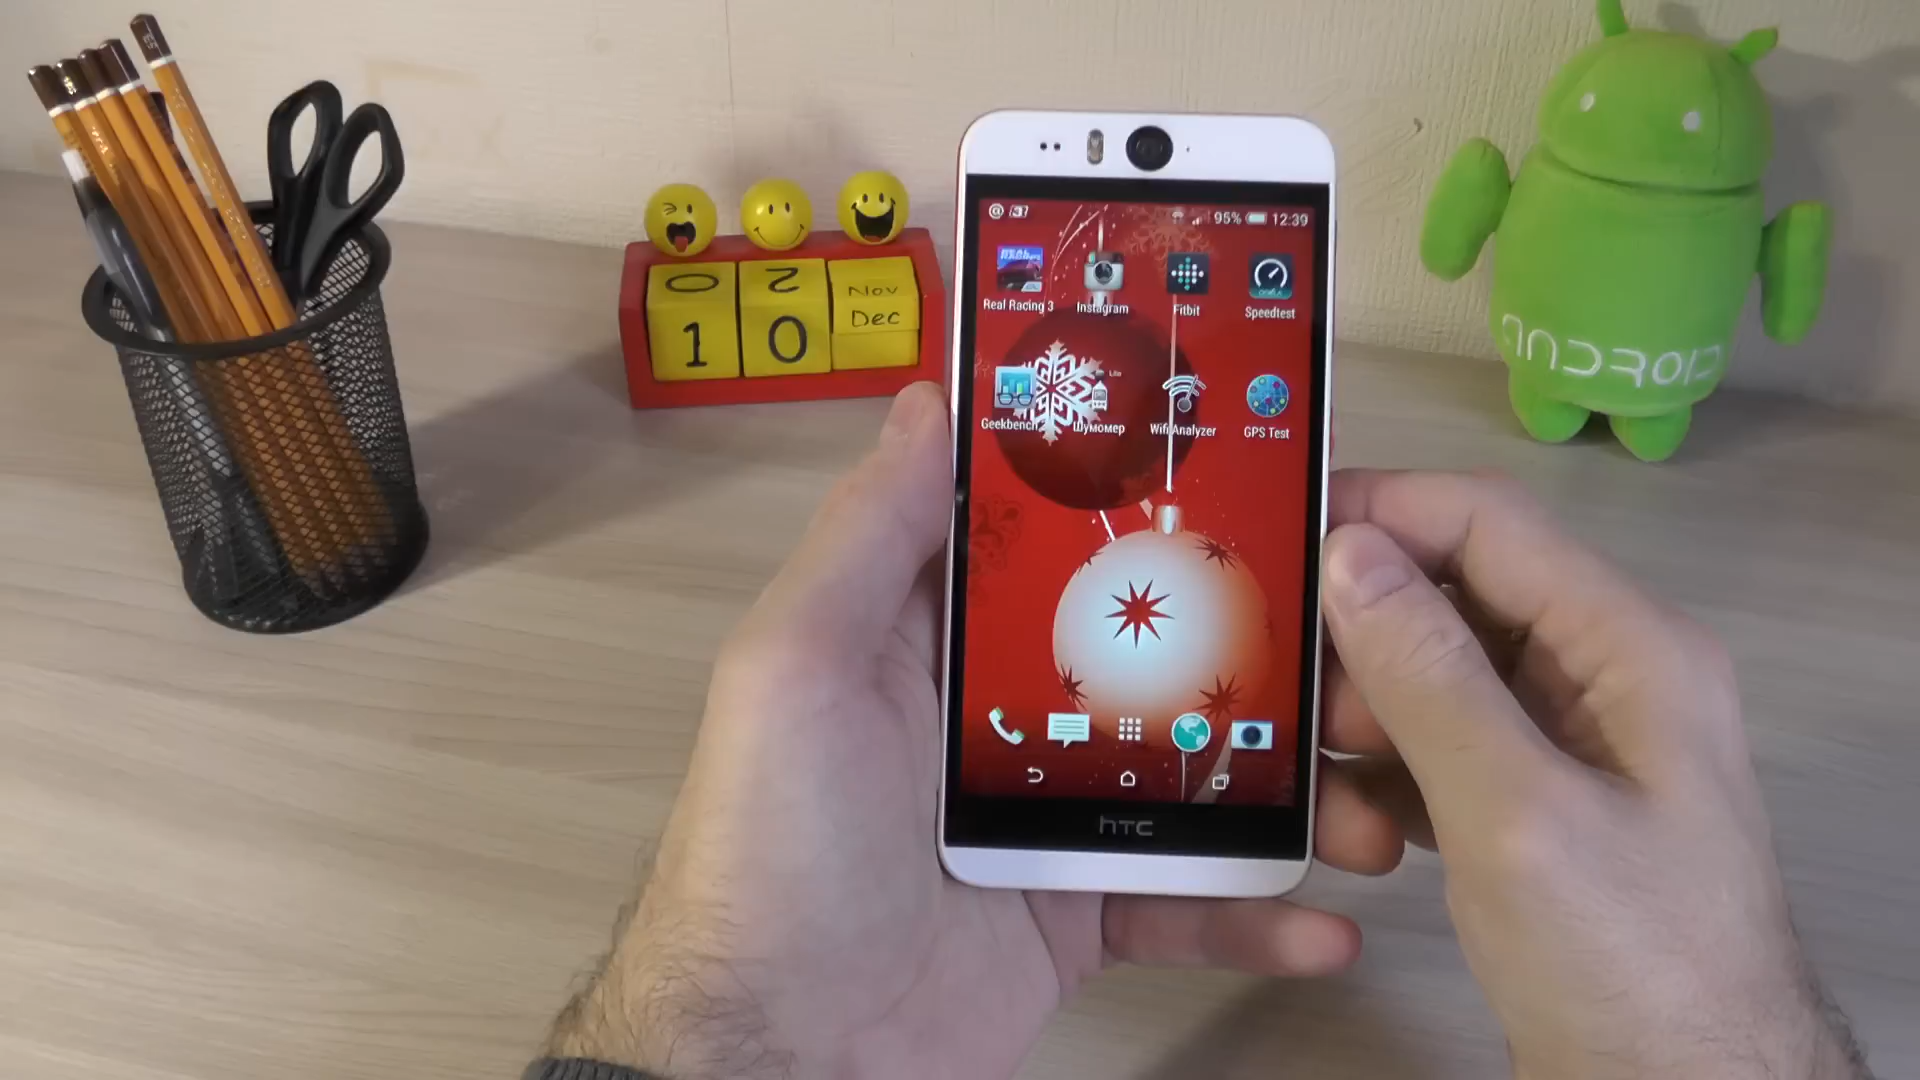 95% 12:39
Real Racing 3 Instagram Fitbit Speedtest
Geekbench Шумомер Wifi Analyzer GPS Test
hTC
0 2 Nov
1 0 Dec
ANDROID